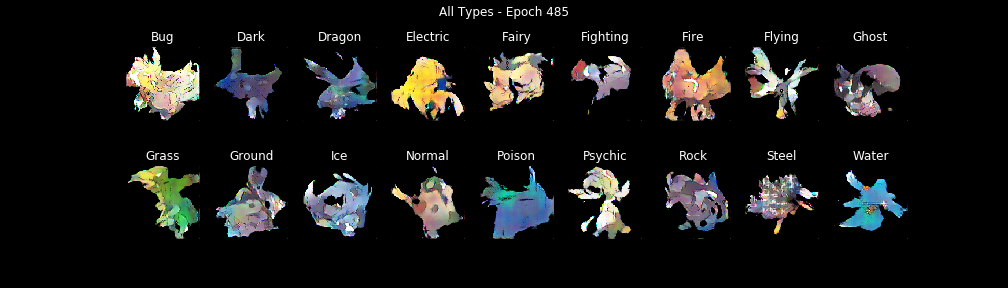 All Types - Epoch 485
Bug Dark Dragon Electric Fairy Fighting Fire Flying Ghost
Grass Ground Ice Normal Poison Psychic Rock Steel Water